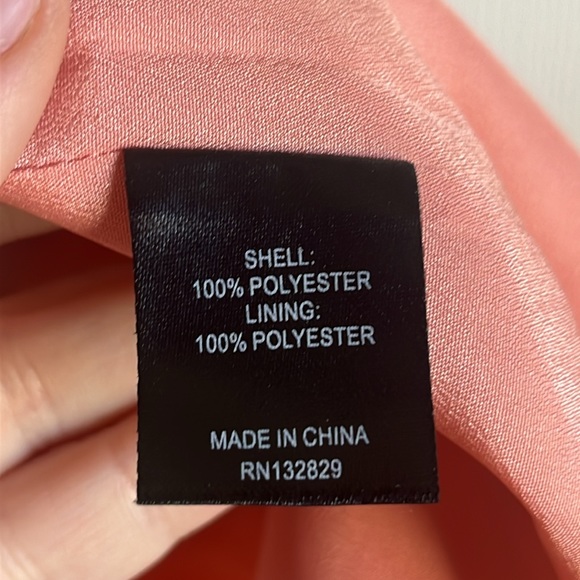 SHELL:
100% POLYESTER
LINING:
100% POLYESTER
MADE IN CHINA
RN132829